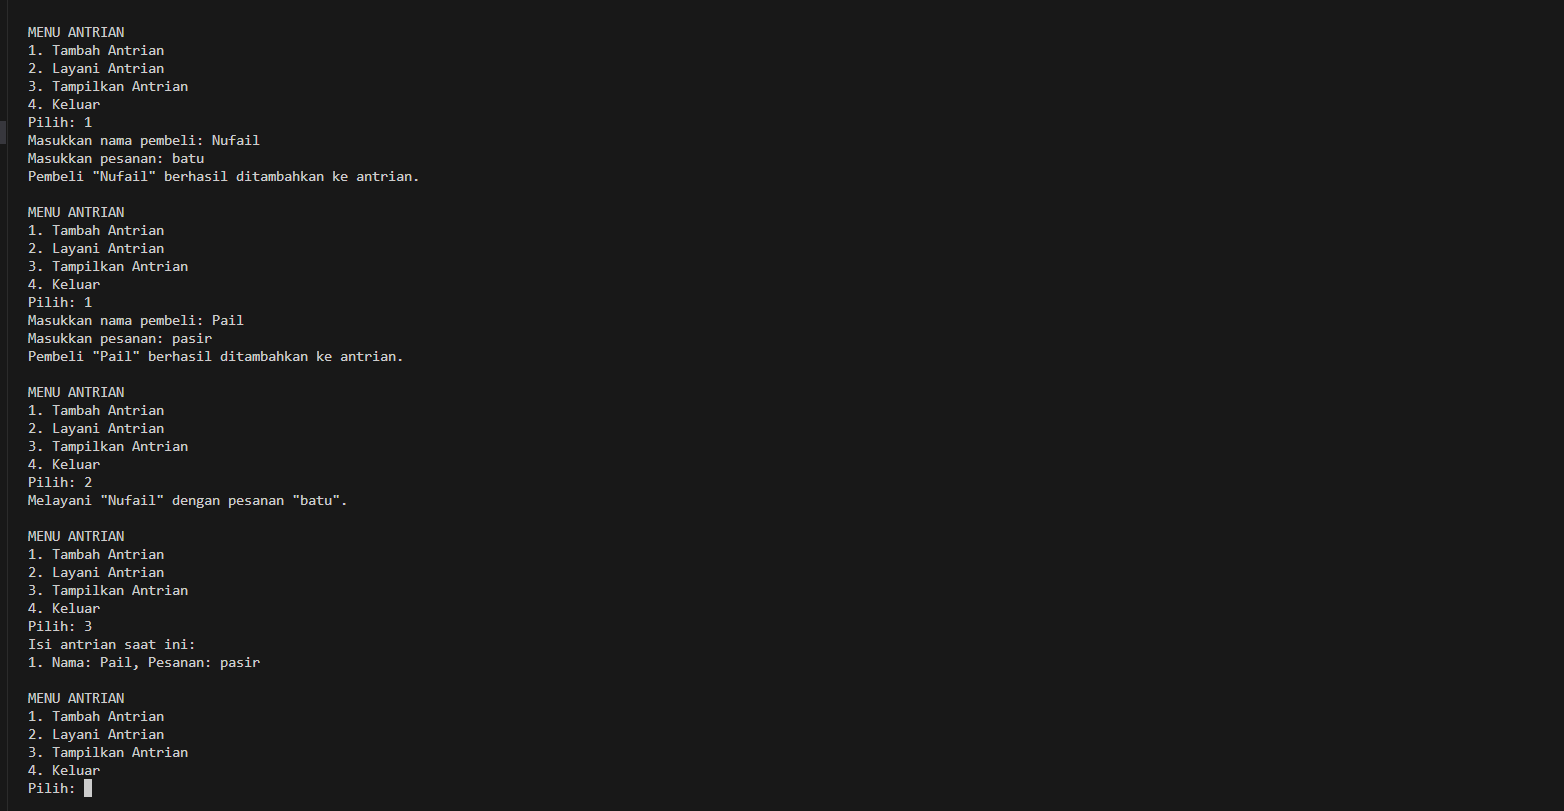 MENU ANTRIAN
1. Tambah Antrian
2. Layani Antrian
3. Tampilkan Antrian
4. Keluar
Pilih: 1
Masukkan nama pembeli: Nufail
Masukkan pesanan: batu
Pembeli "Nufail" berhasil ditambahkan ke antrian.

MENU ANTRIAN
1. Tambah Antrian
2. Layani Antrian
3. Tampilkan Antrian
4. Keluar
Pilih: 1
Masukkan nama pembeli: Pail
Masukkan pesanan: pasir
Pembeli "Pail" berhasil ditambahkan ke antrian.

MENU ANTRIAN
1. Tambah Antrian
2. Layani Antrian
3. Tampilkan Antrian
4. Keluar
Pilih: 2
Melayani "Nufail" dengan pesanan "batu".

MENU ANTRIAN
1. Tambah Antrian
2. Layani Antrian
3. Tampilkan Antrian
4. Keluar
Pilih: 3
Isi antrian saat ini:
1. Nama: Pail, Pesanan: pasir

MENU ANTRIAN
1. Tambah Antrian
2. Layani Antrian
3. Tampilkan Antrian
4. Keluar
Pilih: